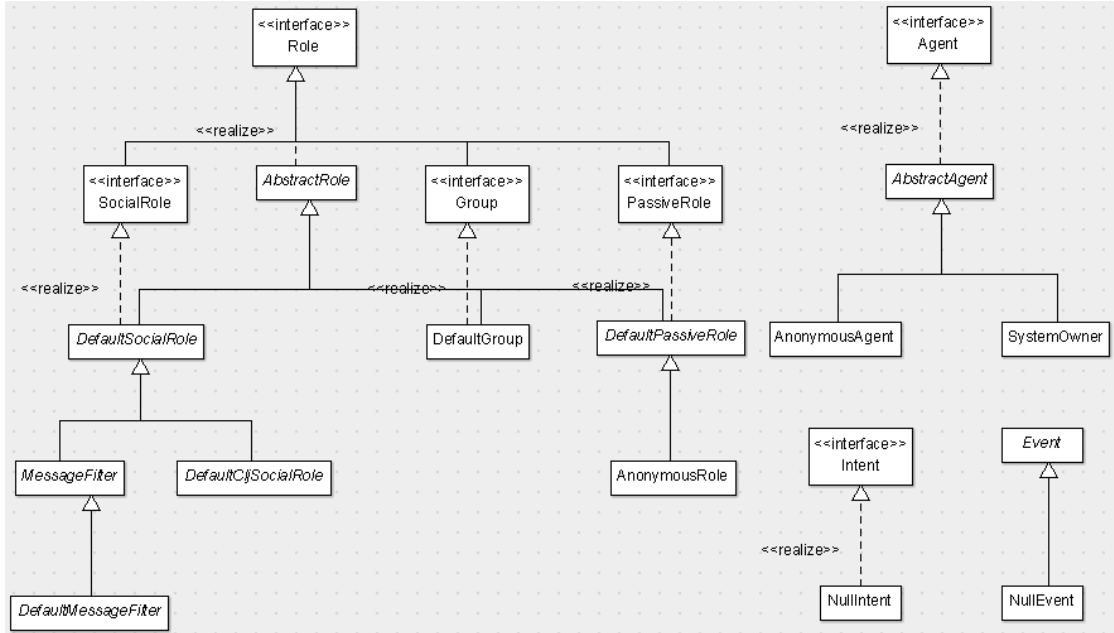 <<interface>>
Role
<<interface>>
Agent
<<realize>>
<<realize>>
<<interface>>
SocialRole
AbstractRole
<<interface>>
Group
<<interface>>
PassiveRole
AbstractAgent
<<realize>>
<<realize>>
<<realize>>
DefaultSocialRole
DefaultGroup
DefaultPassiveRole
AnonymousAgent
SystemOwner
MessageFilter
DefaultCljSocialRole
AnonymousRole
<<interface>>
Intent
Event
<<realize>>
DefaultMessageFilter
NullIntent
NullEvent